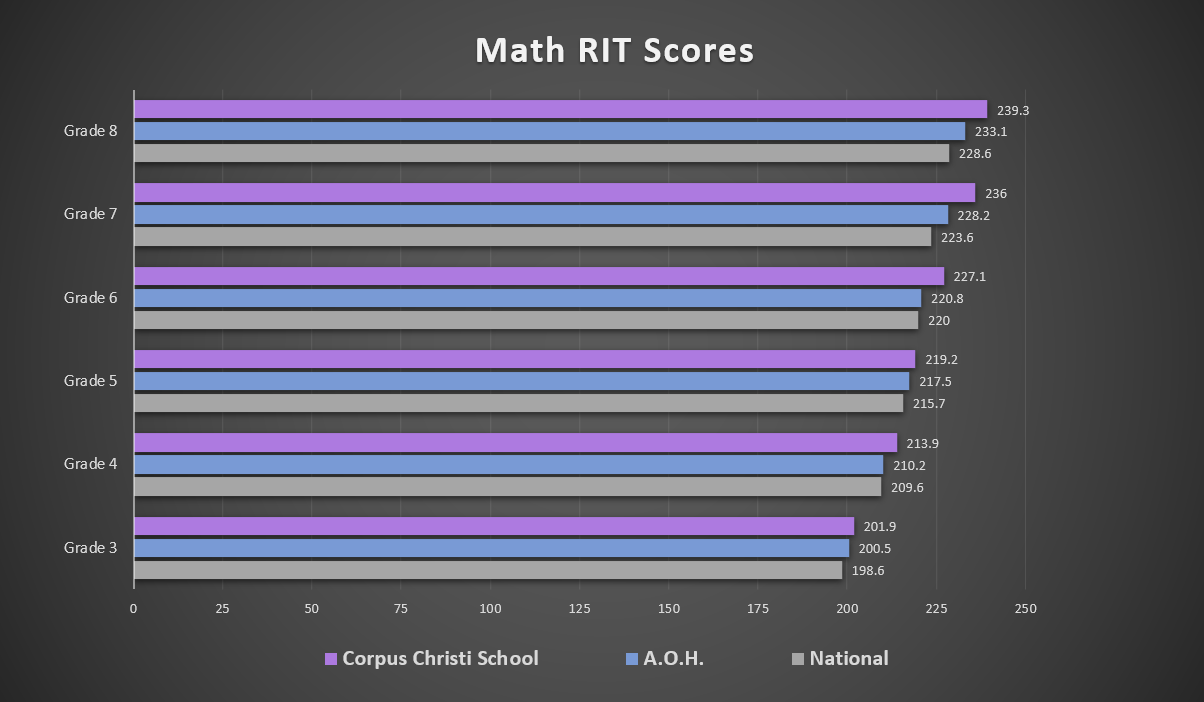 Math RIT Scores
Grade 8
239.3
233.1
228.6
Grade 7
236
228.2
223.6
Grade 6
227.1
220.8
220
Grade 5
219.2
217.5
215.7
Grade 4
213.9
210.2
209.6
Grade 3
201.9
200.5
198.6
0 25 50 75 100 125 150 175 200 225 250
Corpus Christi School A.O.H. National